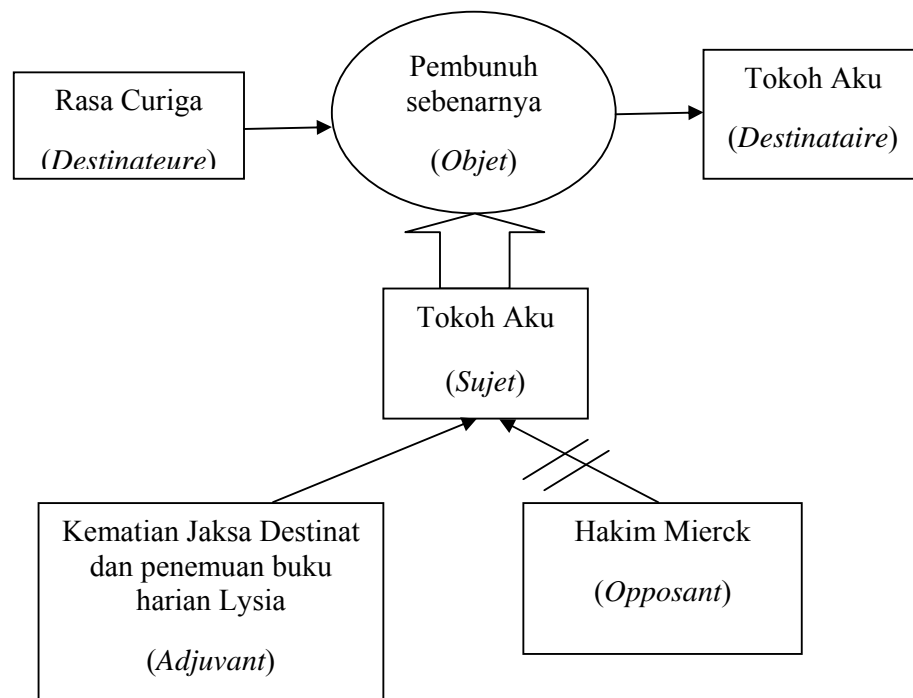 Rasa Curiga
(Destinateure)
Pembunuh
sebenarnya
(Objet)
Tokoh Aku
(Destinataire)
Tokoh Aku
(Sujet)
Kematian Jaksa Destinat
dan penemuan buku
harian Lysia
(Adjuvant)
Hakim Mierck
(Opposant)